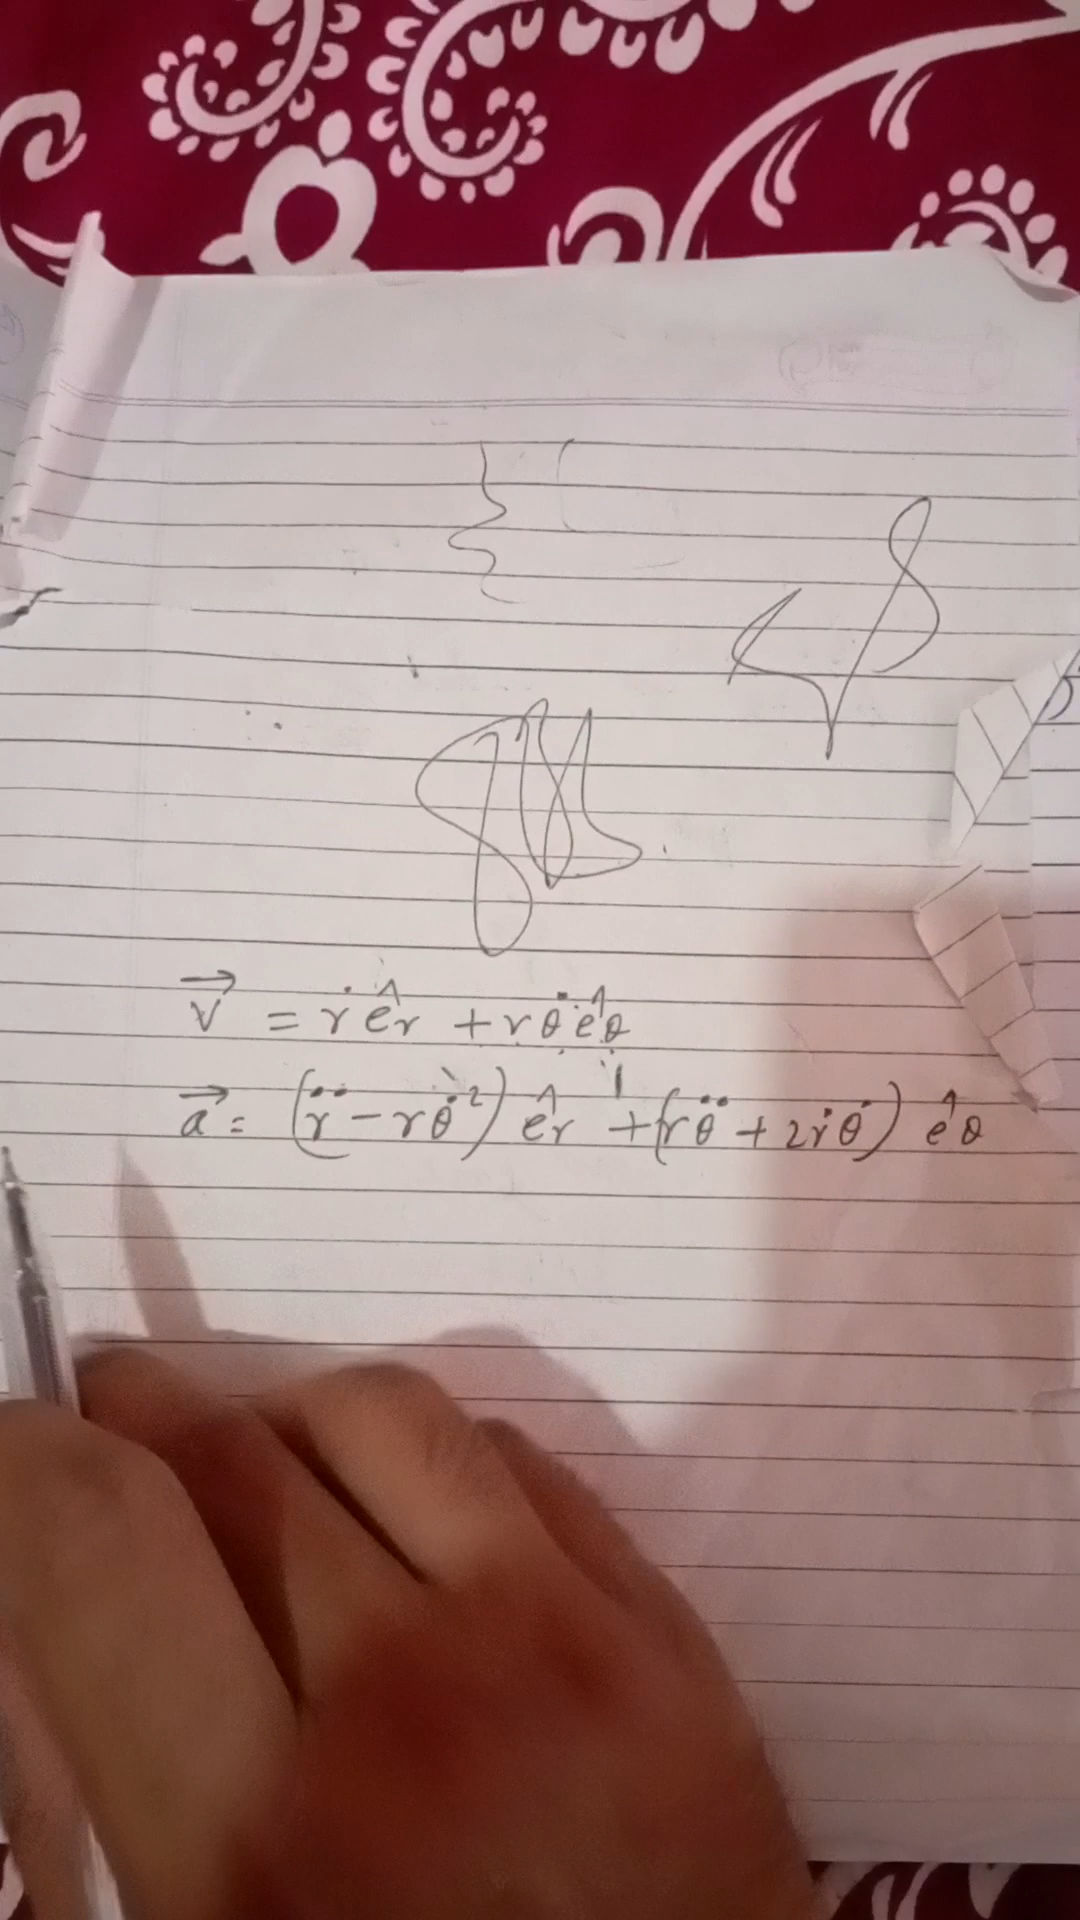 v⃗ = ṙ êr + r θ̇ êθ
a⃗ = (r̈ − r θ̇²) êr + (r θ̈ + 2 ṙ θ̇) êθ